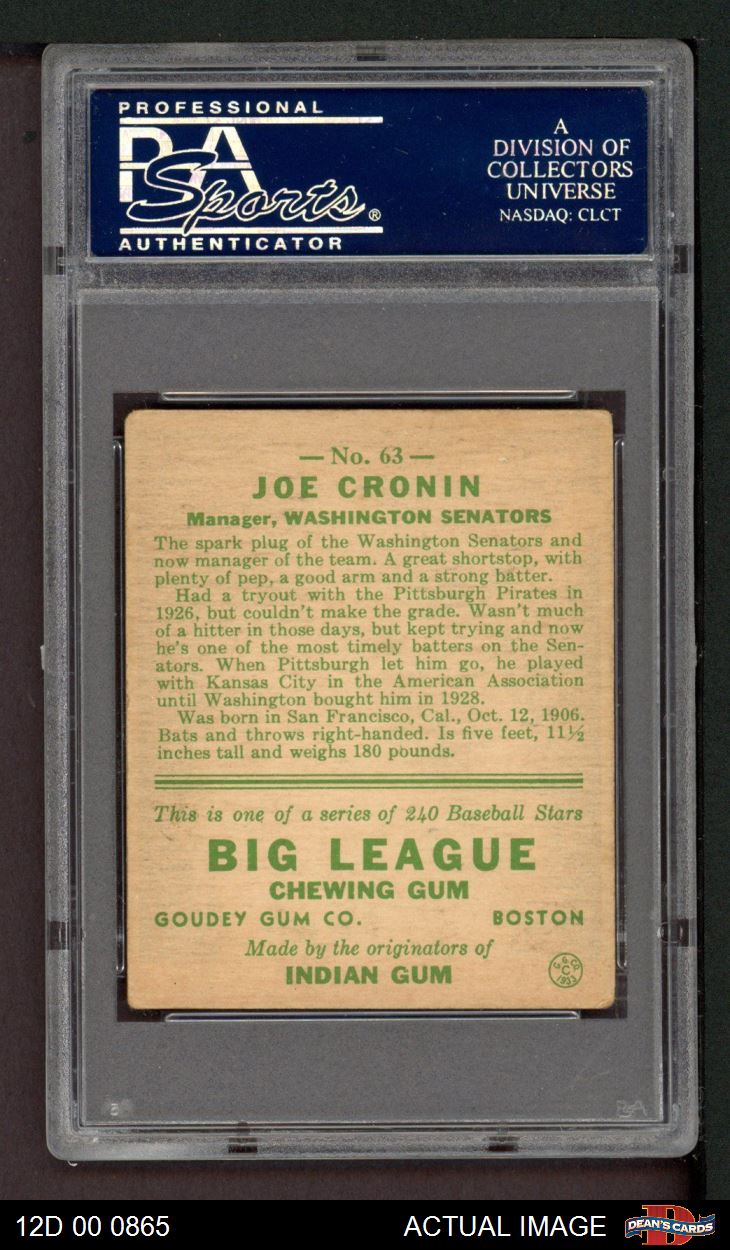 PROFESSIONAL
PSA
Sports®
AUTHENTICATOR
A
DIVISION OF
COLLECTORS
UNIVERSE
NASDAQ: CLCT
— No. 63 —
JOE CRONIN
Manager, WASHINGTON SENATORS
The spark plug of the Washington Senators and
now manager of the team. A great shortstop, with
plenty of pep, a good arm and a strong batter.
Had a tryout with the Pittsburgh Pirates in
1926, but couldn't make the grade. Wasn't much
of a hitter in those days, but kept trying and now
he's one of the most timely batters on the Sen-
ators. When Pittsburgh let him go, he played
with Kansas City in the American Association
until Washington bought him in 1928.
Was born in San Francisco, Cal., Oct. 12, 1906.
Bats and throws right-handed. Is five feet, 11½
inches tall and weighs 180 pounds.
This is one of a series of 240 Baseball Stars
BIG LEAGUE
CHEWING GUM
GOUDEY GUM CO. BOSTON
Made by the originators of
INDIAN GUM
G.G.CO.
C
1933
PSA
12D 00 0865 ACTUAL IMAGE DEAN'S CARDS